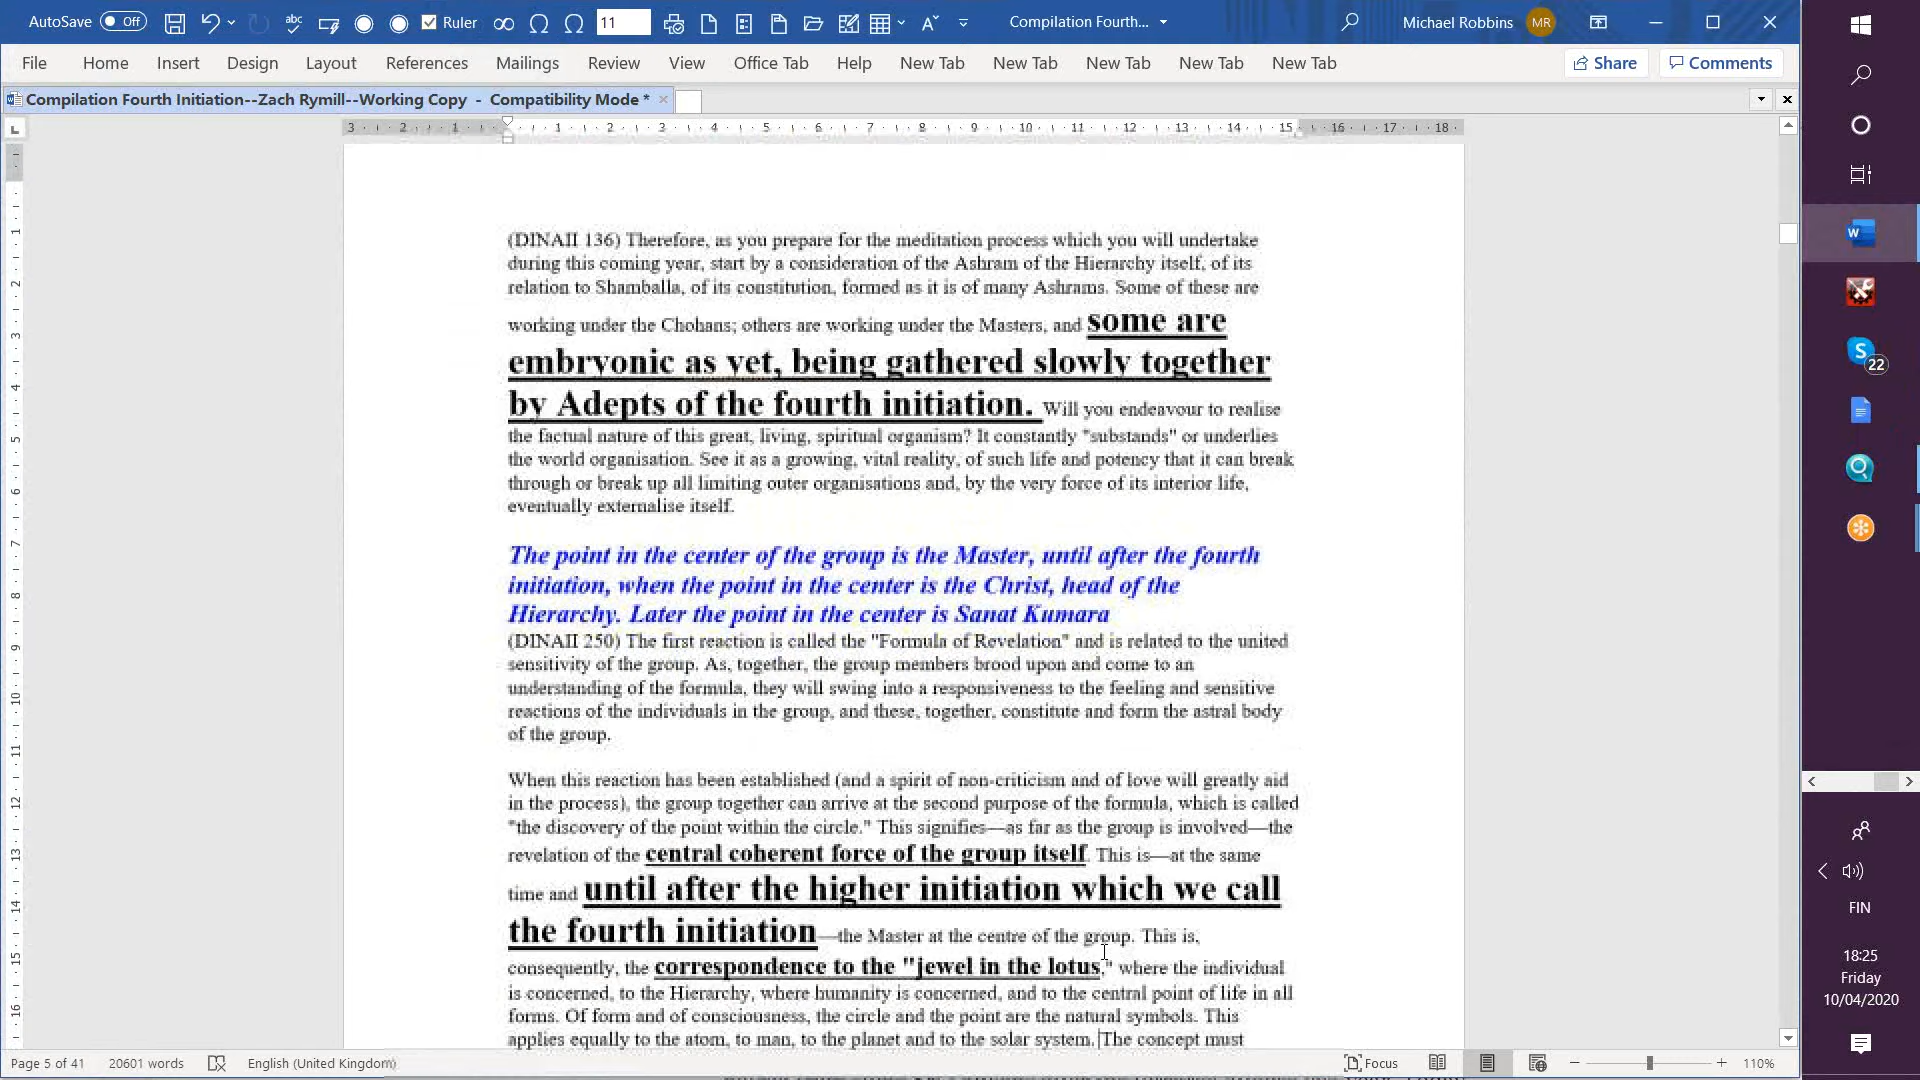 AutoSave Off Ruler 11 Compilation Fourth... Michael Robbins MR
File Home Insert Design Layout References Mailings Review View Office Tab Help New Tab New Tab New Tab New Tab New Tab Share Comments
Compilation Fourth Initiation--Zach Rymill--Working Copy - Compatibility Mode *
3 2 1 1 2 3 4 5 6 7 8 9 10 11 12 13 14 15 16 17 18
(DINAII 136) Therefore, as you prepare for the meditation process which you will undertake
during this coming year, start by a consideration of the Ashram of the Hierarchy itself, of its
relation to Shamballa, of its constitution, formed as it is of many Ashrams. Some of these are
working under the Chohans; others are working under the Masters, and some are
embryonic as yet, being gathered slowly together
by Adepts of the fourth initiation. Will you endeavour to realise
the factual nature of this great, living, spiritual organism? It constantly "substands" or underlies
the world organisation. See it as a growing, vital reality, of such life and potency that it can break
through or break up all limiting outer organisations and, by the very force of its interior life,
eventually externalise itself.
The point in the center of the group is the Master, until after the fourth
initiation, when the point in the center is the Christ, head of the
Hierarchy. Later the point in the center is Sanat Kumara
(DINAII 250) The first reaction is called the "Formula of Revelation" and is related to the united
sensitivity of the group. As, together, the group members brood upon and come to an
understanding of the formula, they will swing into a responsiveness to the feeling and sensitive
reactions of the individuals in the group, and these, together, constitute and form the astral body
of the group.
When this reaction has been established (and a spirit of non-criticism and of love will greatly aid
in the process), the group together can arrive at the second purpose of the formula, which is called
"the discovery of the point within the circle." This signifies—as far as the group is involved—the
revelation of the central coherent force of the group itself. This is—at the same
time and until after the higher initiation which we call
the fourth initiation—the Master at the centre of the group. This is,
consequently, the correspondence to the "jewel in the lotus," where the individual
is concerned, to the Hierarchy, where humanity is concerned, and to the central point of life in all
forms. Of form and of consciousness, the circle and the point are the natural symbols. This
applies equally to the atom, to man, to the planet and to the solar system. The concept must
Page 5 of 41 20601 words English (United Kingdom) Focus 110%
22
FIN
18:25
Friday
10/04/2020